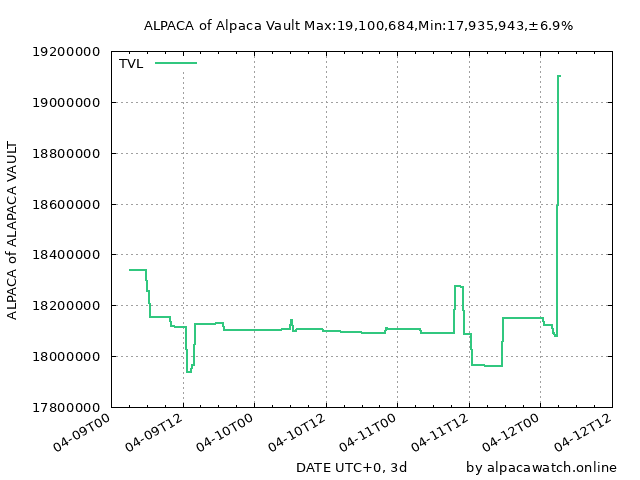 ALPACA of Alpaca Vault Max:19,100,684,Min:17,935,943,±6.9%
19200000
TVL
19000000
18800000
18600000
18400000
18200000
18000000
17800000
ALPACA of ALAPACA VAULT
04-09T00
04-09T12
04-10T00
04-10T12
04-11T00
04-11T12
04-12T00
04-12T12
DATE UTC+0, 3d
by alpacawatch.online